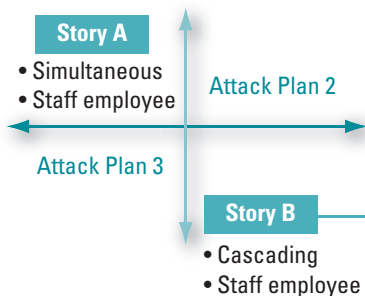 Story A
• Simultaneous
• Staff employee
Attack Plan 2
Attack Plan 3
Story B
• Cascading
• Staff employee